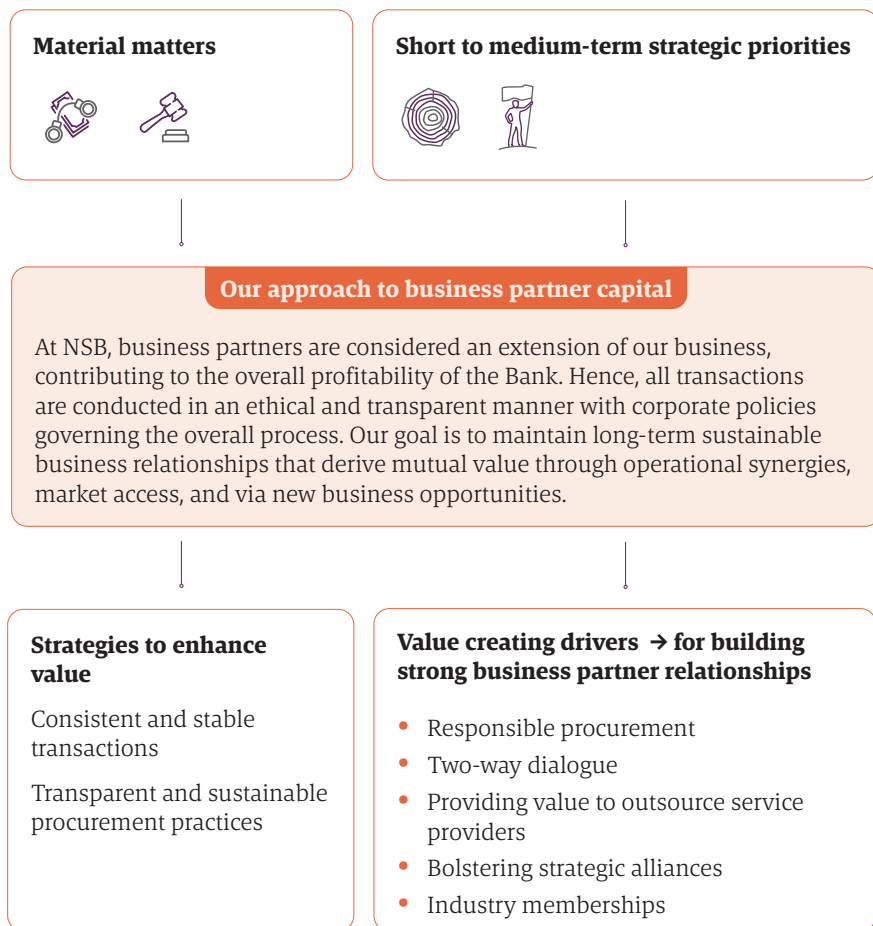 Material matters
Short to medium-term strategic priorities
Our approach to business partner capital
At NSB, business partners are considered an extension of our business,
contributing to the overall profitability of the Bank. Hence, all transactions
are conducted in an ethical and transparent manner with corporate policies
governing the overall process. Our goal is to maintain long-term sustainable
business relationships that derive mutual value through operational synergies,
market access, and via new business opportunities.
Strategies to enhance
value
Consistent and stable
transactions
Transparent and sustainable
procurement practices
Value creating drivers → for building
strong business partner relationships
• Responsible procurement
• Two-way dialogue
• Providing value to outsource service
providers
• Bolstering strategic alliances
• Industry memberships